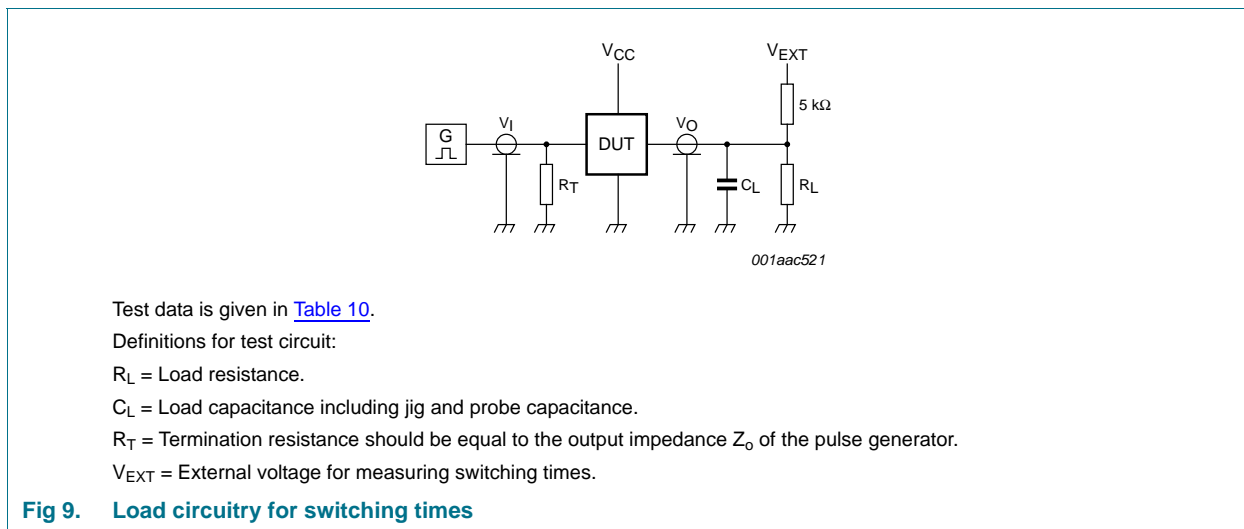 VCC
VEXT
5 kΩ
G
VI
DUT
VO
RT
CL
RL
001aac521
Test data is given in Table 10.
Definitions for test circuit:
RL = Load resistance.
CL = Load capacitance including jig and probe capacitance.
RT = Termination resistance should be equal to the output impedance Zo of the pulse generator.
VEXT = External voltage for measuring switching times.
Fig 9. Load circuitry for switching times